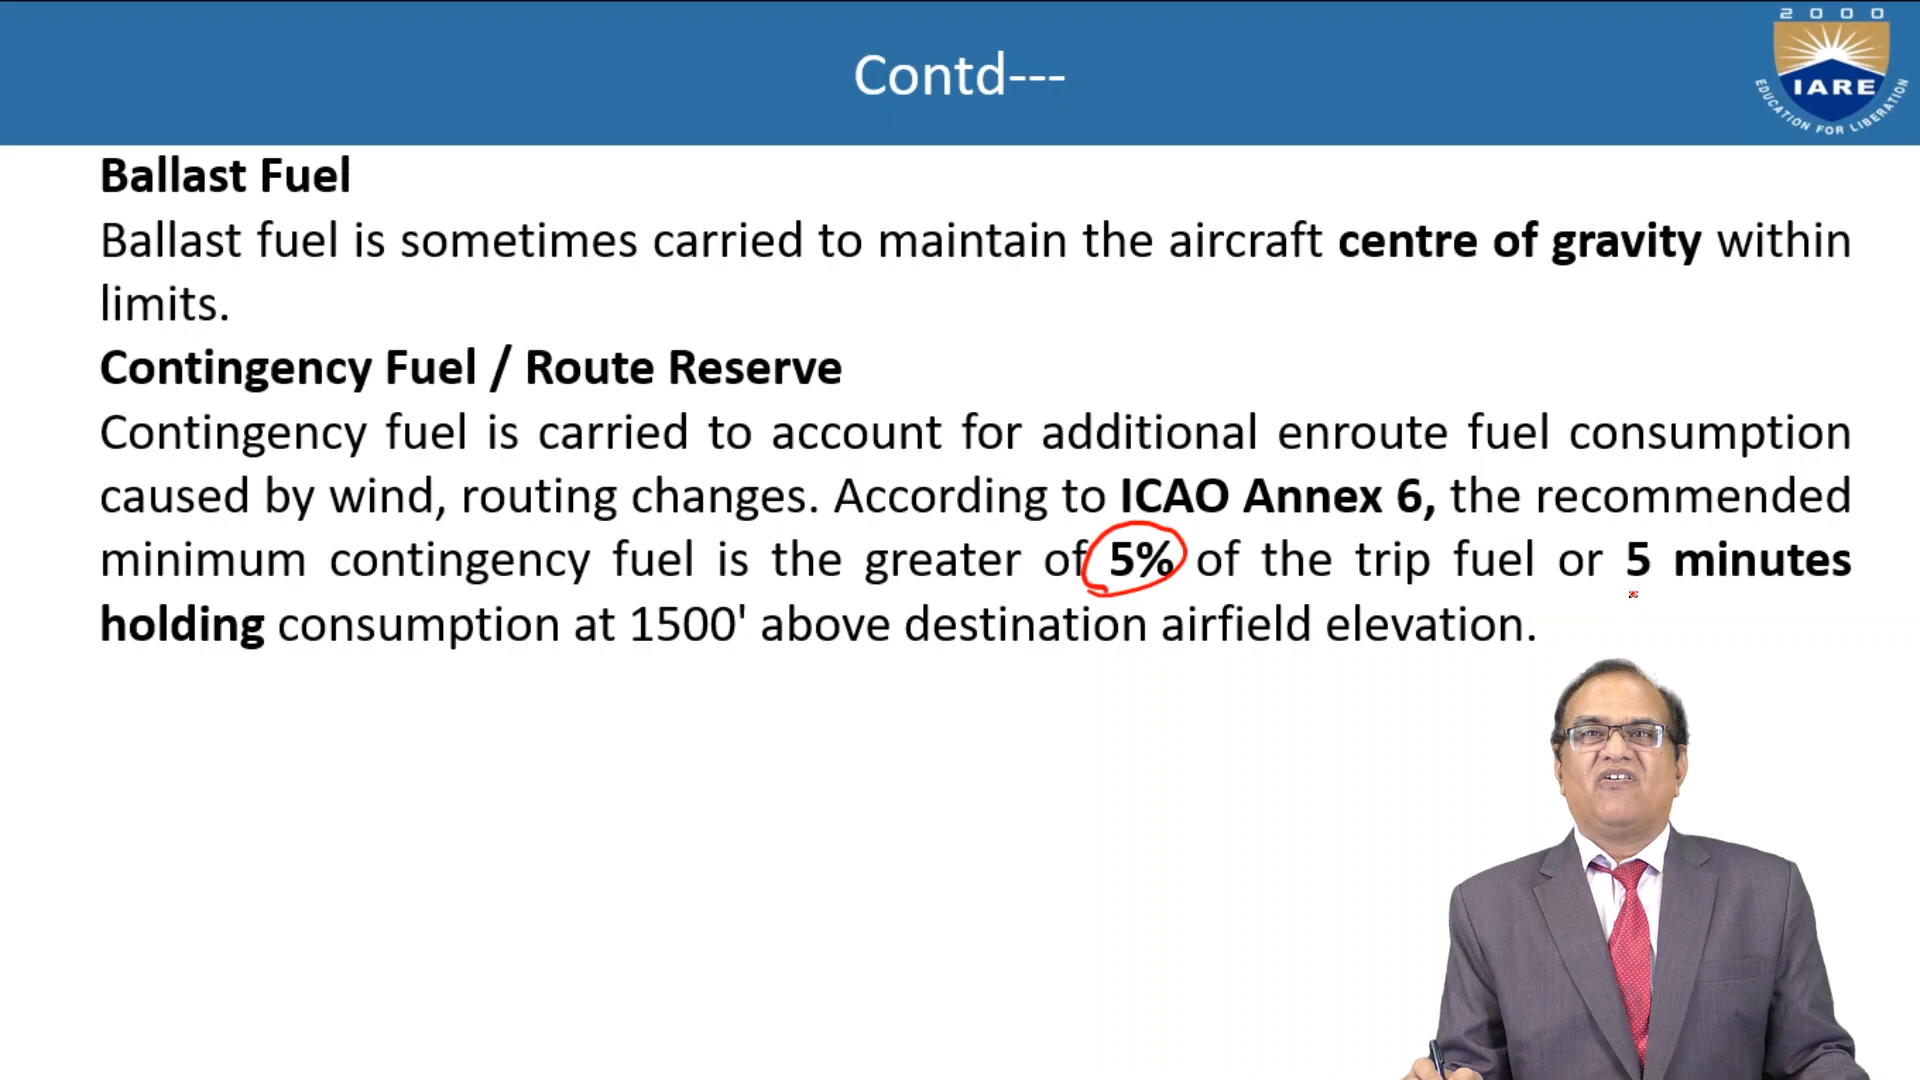 Contd---
2000
IARE
EDUCATION FOR LIBERATION
Ballast Fuel
Ballast fuel is sometimes carried to maintain the aircraft centre of gravity within
limits.
Contingency Fuel / Route Reserve
Contingency fuel is carried to account for additional enroute fuel consumption
caused by wind, routing changes. According to ICAO Annex 6, the recommended
minimum contingency fuel is the greater of 5% of the trip fuel or 5 minutes
holding consumption at 1500' above destination airfield elevation.